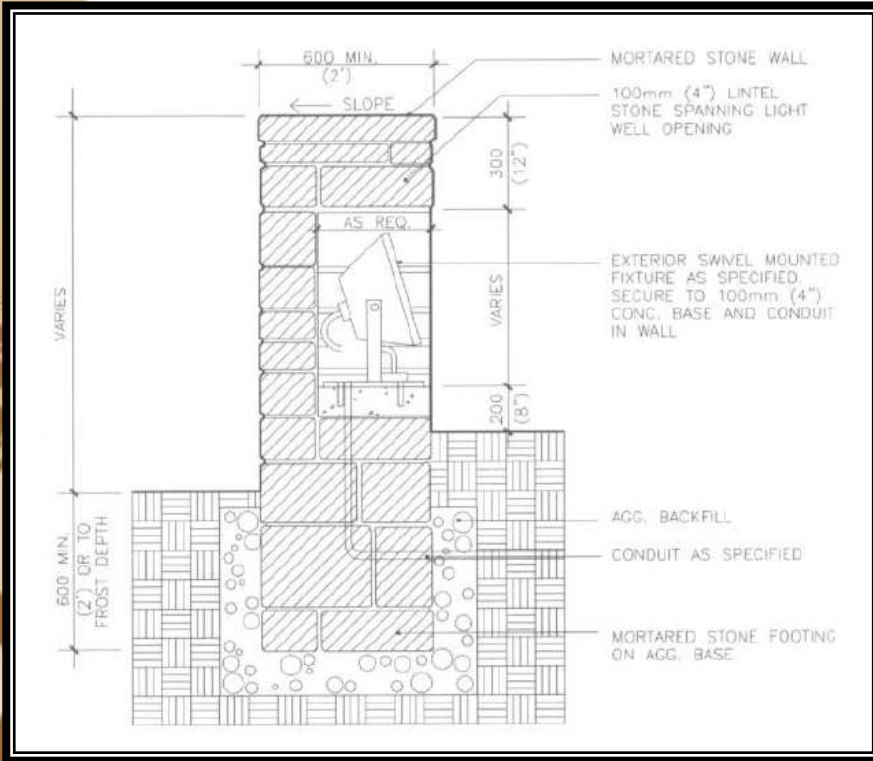 600 MIN.
(2')
SLOPE
MORTARED STONE WALL
100mm (4") LINTEL
STONE SPANNING LIGHT
WELL OPENING
300
(12")
AS REQ.
VARIES
VARIES
EXTERIOR SWIVEL MOUNTED
FIXTURE AS SPECIFIED.
SECURE TO 100mm (4")
CONC. BASE AND CONDUIT
IN WALL
200
(8")
600 MIN.
(2') OR TO
FROST DEPTH
AGG. BACKFILL
CONDUIT AS SPECIFIED
MORTARED STONE FOOTING
ON AGG. BASE